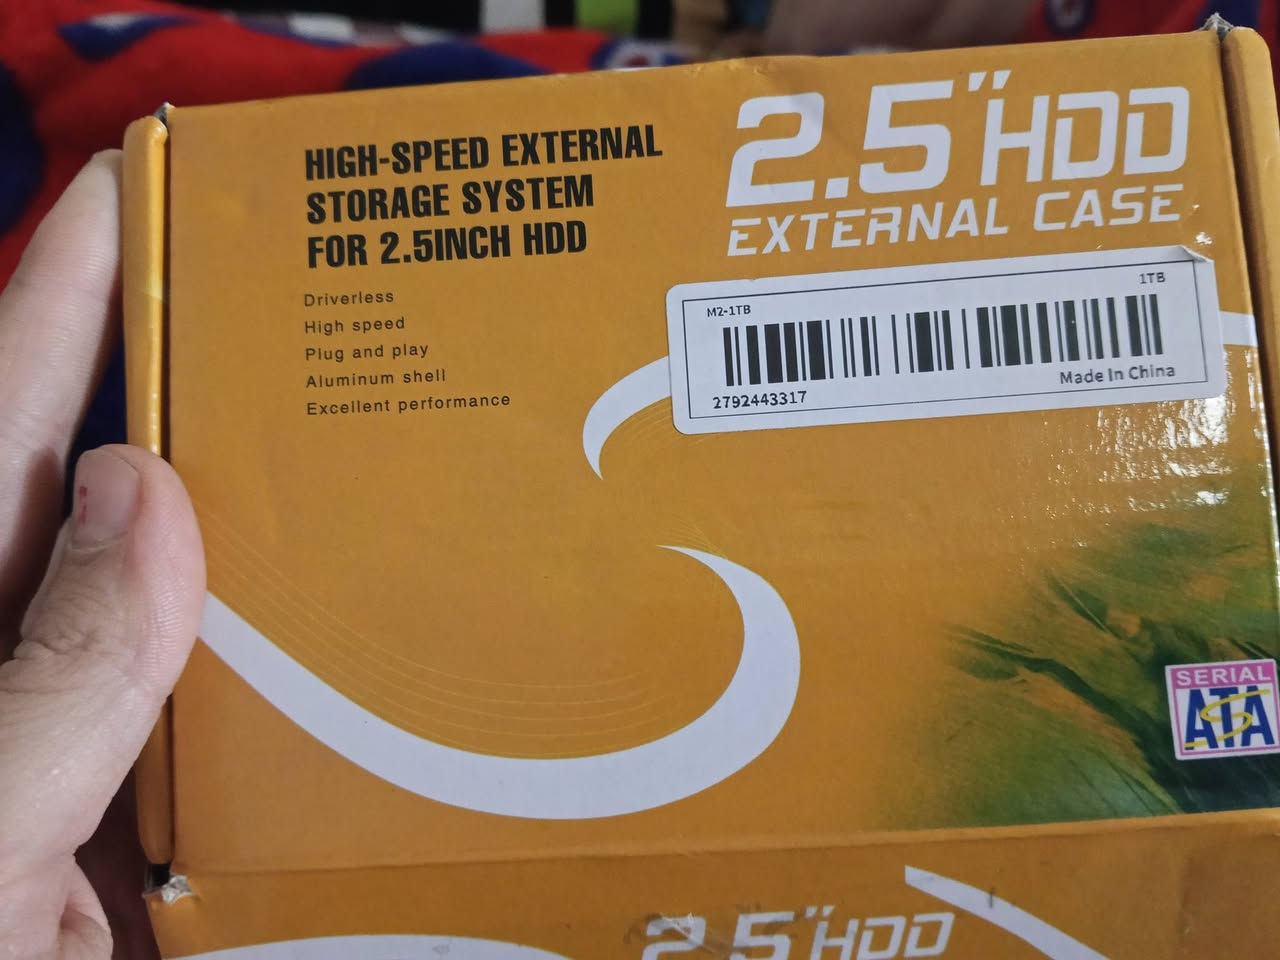 2.5"HDD
EXTERNAL CASE
HIGH-SPEED EXTERNAL
STORAGE SYSTEM
FOR 2.5INCH HDD
Driverless
High speed
Plug and play
Aluminum shell
Excellent performance
M2-1TB
1TB
2792443317
Made In China
SERIAL
SATA
2.5"HDD